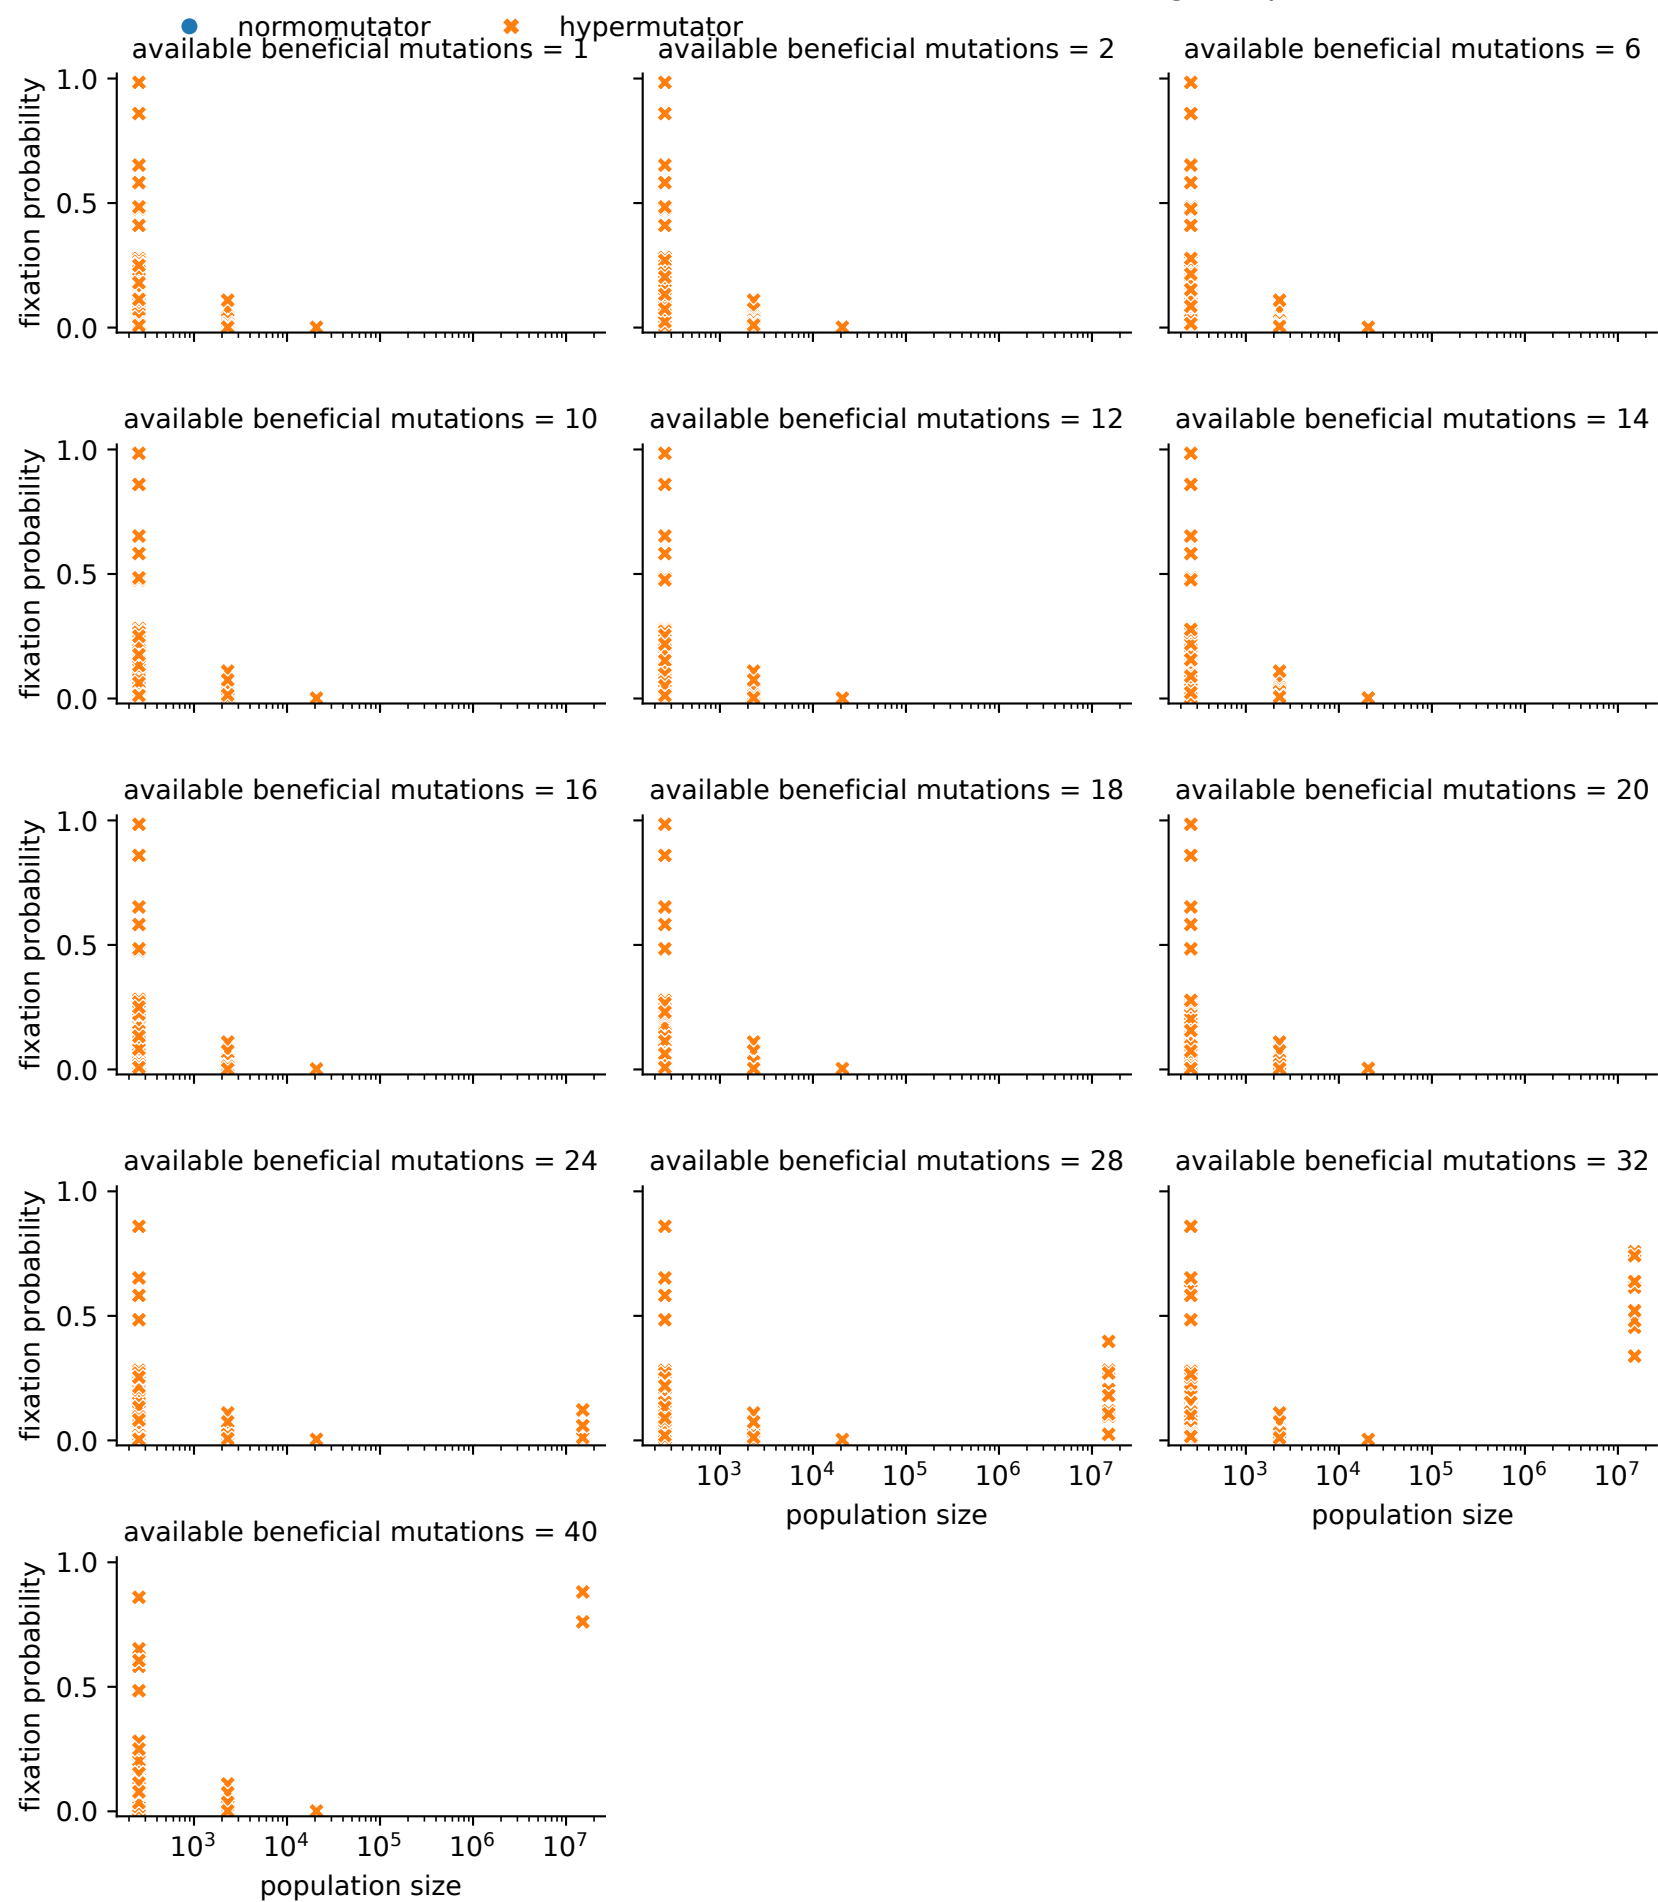 normomutator hypermutator
available beneficial mutations = 1 available beneficial mutations = 2 available beneficial mutations = 6
1.0
0.5
0.0
fixation probability
available beneficial mutations = 10 available beneficial mutations = 12 available beneficial mutations = 14
1.0
0.5
0.0
fixation probability
available beneficial mutations = 16 available beneficial mutations = 18 available beneficial mutations = 20
1.0
0.5
0.0
fixation probability
available beneficial mutations = 24 available beneficial mutations = 28 available beneficial mutations = 32
1.0
0.5
0.0
fixation probability
10³ 10⁴ 10⁵ 10⁶ 10⁷ 10³ 10⁴ 10⁵ 10⁶ 10⁷
population size population size
available beneficial mutations = 40
1.0
0.5
0.0
fixation probability
10³ 10⁴ 10⁵ 10⁶ 10⁷
population size